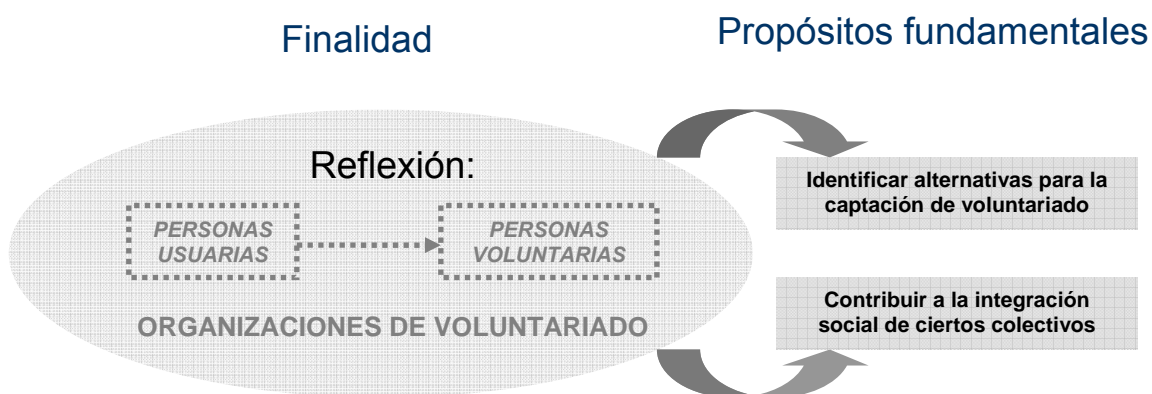 Finalidad
Propósitos fundamentales
Reflexión:
PERSONAS
USUARIAS
PERSONAS
VOLUNTARIAS
ORGANIZACIONES DE VOLUNTARIADO
Identificar alternativas para la
captación de voluntariado
Contribuir a la integración
social de ciertos colectivos